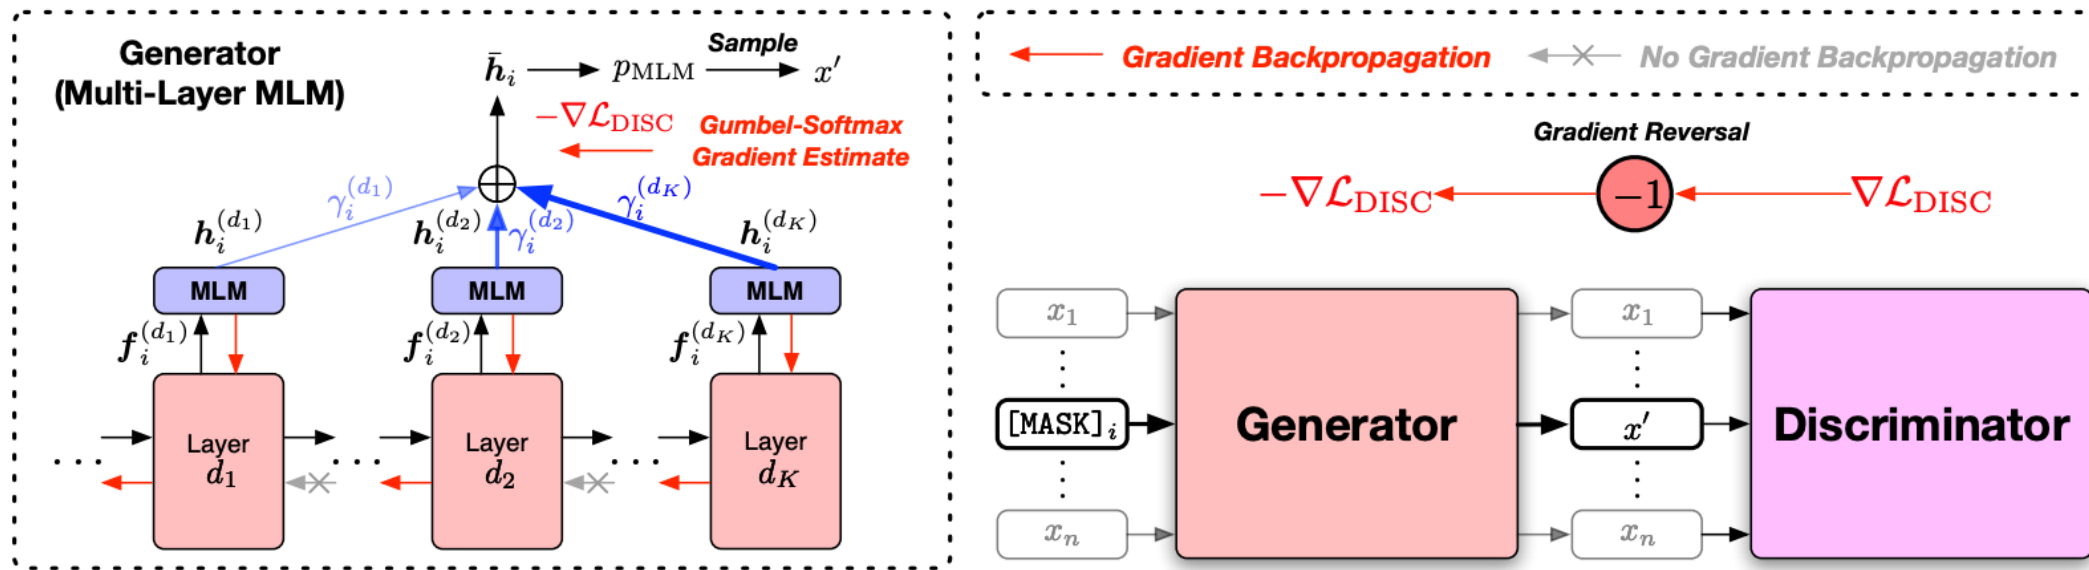 Generator
(Multi-Layer MLM)
Sample
h̄_i → p_MLM → x′
−∇ℒ_DISC
Gumbel-Softmax
Gradient Estimate
γ_i^(d_1)
γ_i^(d_2)
γ_i^(d_K)
h_i^(d_1)
h_i^(d_2)
h_i^(d_K)
MLM
MLM
MLM
f_i^(d_1)
f_i^(d_2)
f_i^(d_K)
Layer
d_1
Layer
d_2
Layer
d_K
Gradient Backpropagation
No Gradient Backpropagation
Gradient Reversal
−∇ℒ_DISC
−1
∇ℒ_DISC
x_1
[MASK]_i
x_n
Generator
x_1
x′
x_n
Discriminator